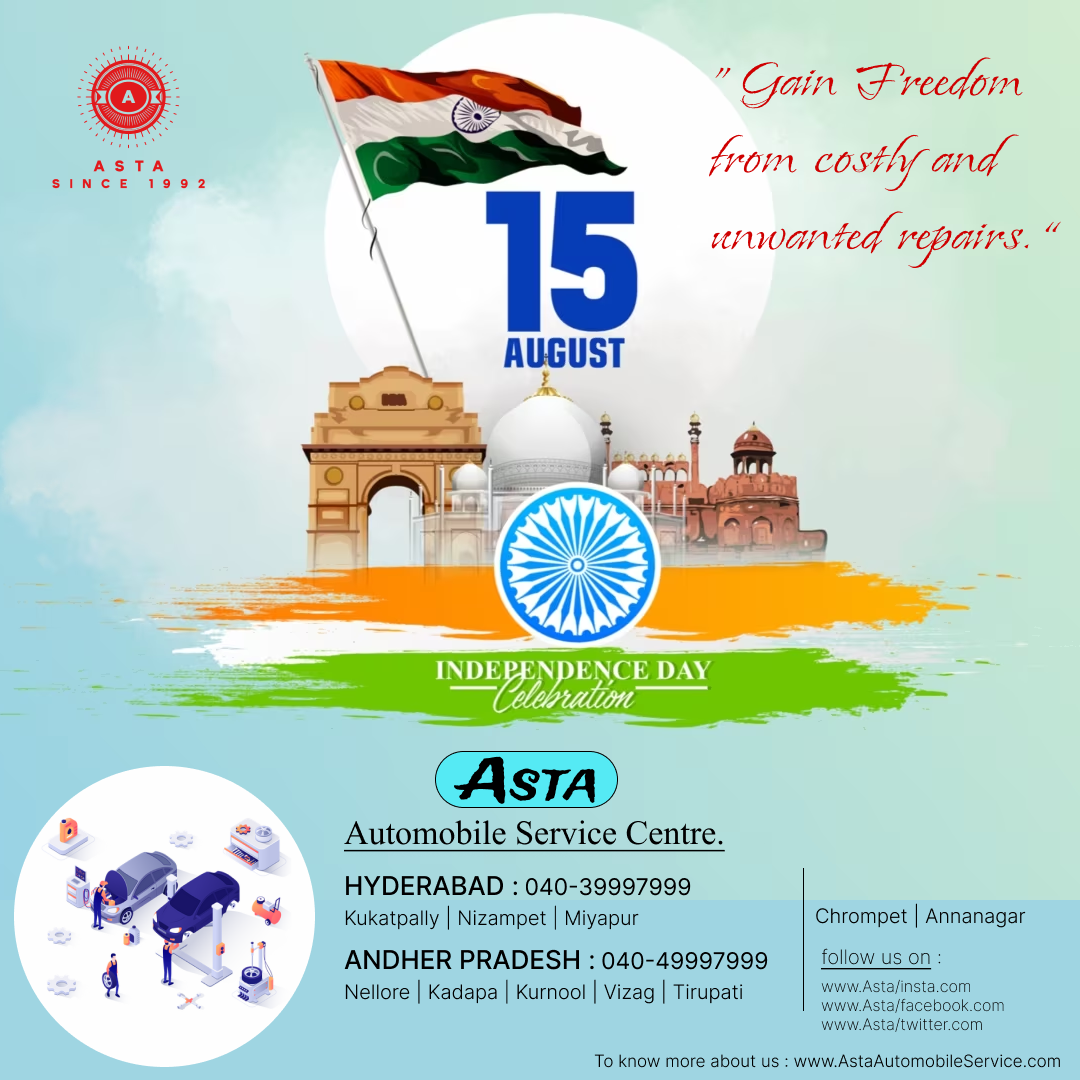 A
ASTA
SINCE 1992
"Gain Freedom
from costly and
unwanted repairs."
15
AUGUST
INDEPENDENCE DAY
Celebration
ASTA
Automobile Service Centre.
HYDERABAD : 040-39997999
Kukatpally | Nizampet | Miyapur
ANDHER PRADESH : 040-49997999
Nellore | Kadapa | Kurnool | Vizag | Tirupati
Chrompet | Annanagar
follow us on :
www.Asta/insta.com
www.Asta/facebook.com
www.Asta/twitter.com
To know more about us : www.AstaAutomobileService.com